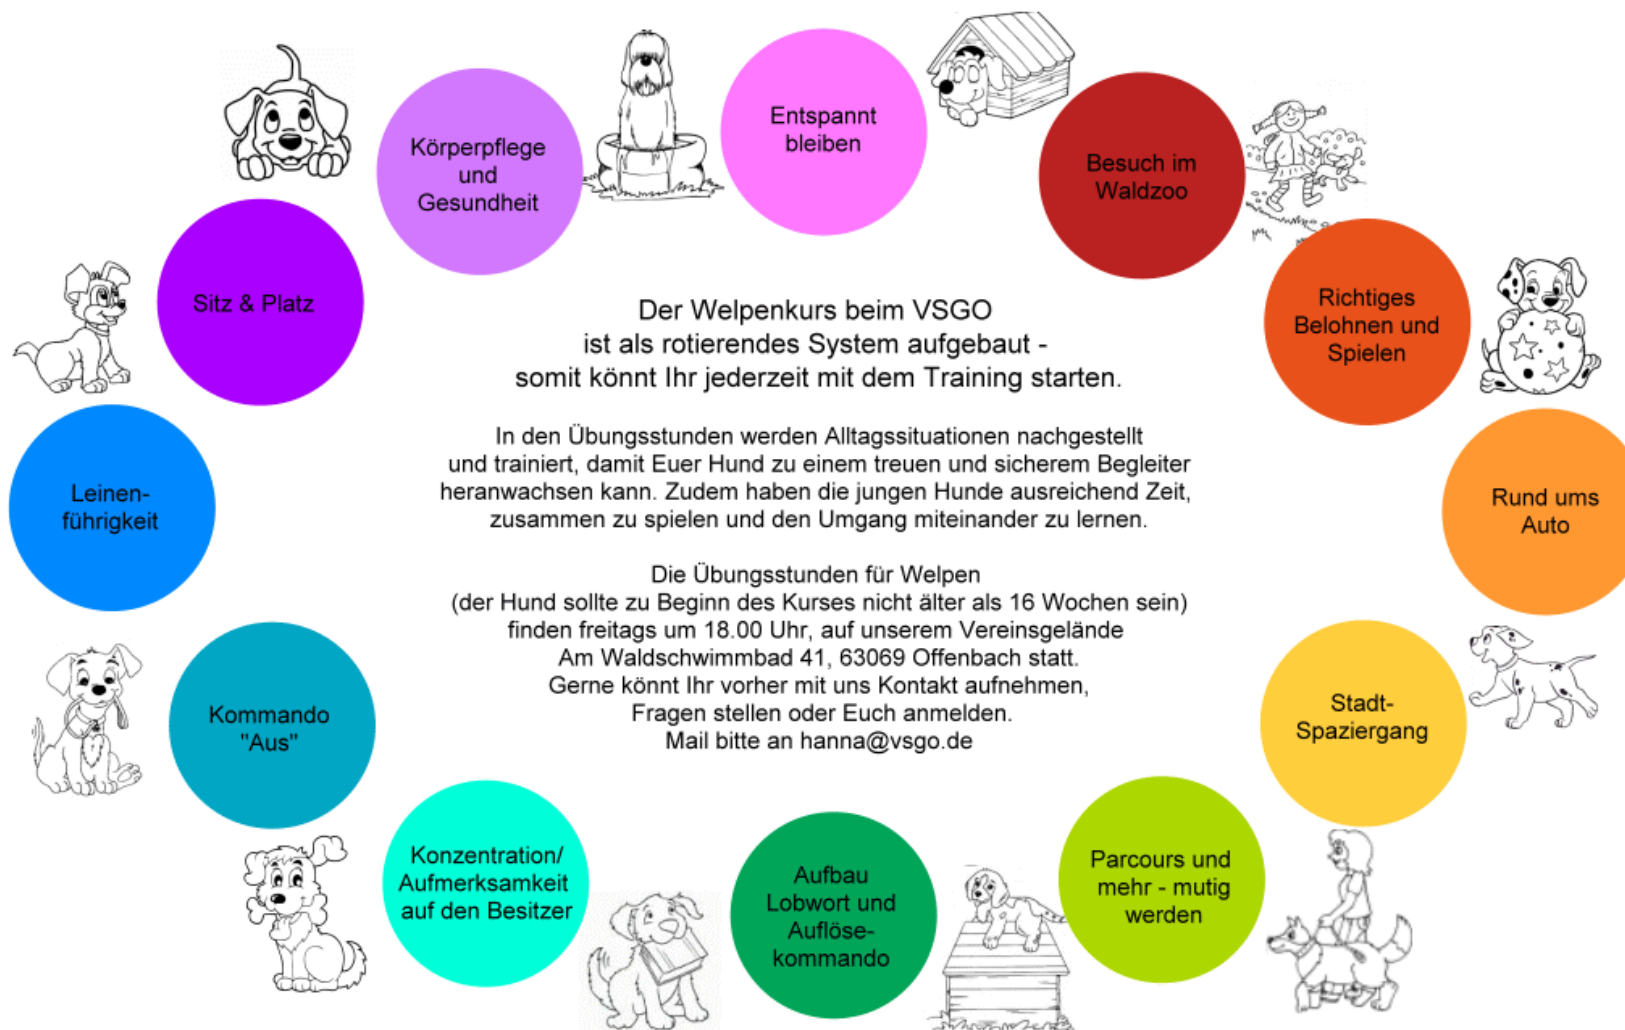 Entspannt
bleiben
Besuch im
Waldzoo
Richtiges
Belohnen und
Spielen
Rund ums
Auto
Stadt-
Spaziergang
Parcours und
mehr - mutig
werden
Aufbau
Lobwort und
Auflöse-
kommando
Konzentration/
Aufmerksamkeit
auf den Besitzer
Kommando
"Aus"
Leinen-
führigkeit
Sitz & Platz
Körperpflege
und
Gesundheit
Der Welpenkurs beim VSGO
ist als rotierendes System aufgebaut -
somit könnt Ihr jederzeit mit dem Training starten.
In den Übungsstunden werden Alltagssituationen nachgestellt
und trainiert, damit Euer Hund zu einem treuen und sicherem Begleiter
heranwachsen kann. Zudem haben die jungen Hunde ausreichend Zeit,
zusammen zu spielen und den Umgang miteinander zu lernen.
Die Übungsstunden für Welpen
(der Hund sollte zu Beginn des Kurses nicht älter als 16 Wochen sein)
finden freitags um 18.00 Uhr, auf unserem Vereinsgelände
Am Waldschwimmbad 41, 63069 Offenbach statt.
Gerne könnt Ihr vorher mit uns Kontakt aufnehmen,
Fragen stellen oder Euch anmelden.
Mail bitte an hanna@vsgo.de